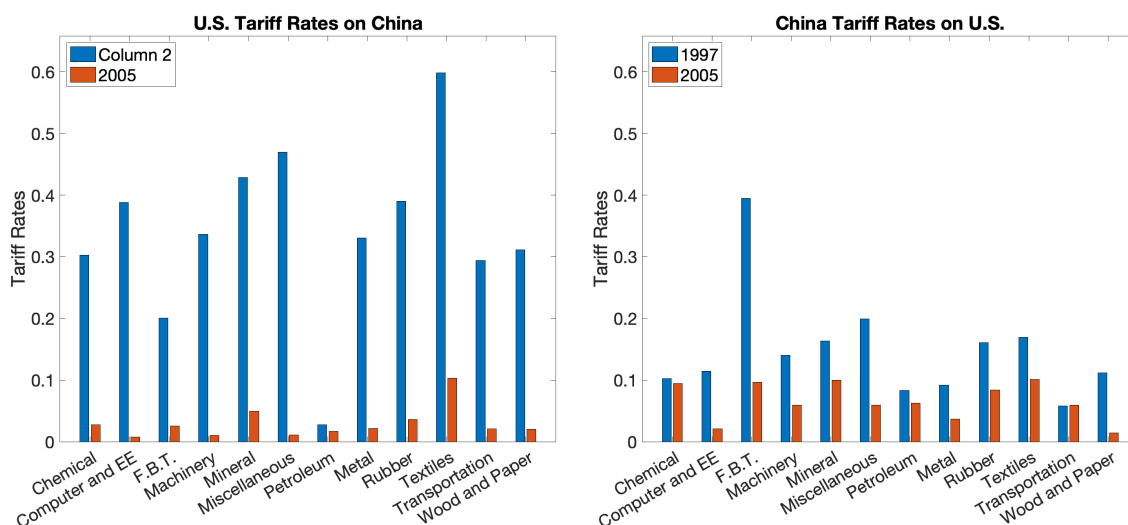 U.S. Tariff Rates on China
Column 2
2005
Tariff Rates
0.6
0.5
0.4
0.3
0.2
0.1
0
Chemical
Computer and EE
F.B.T.
Machinery
Mineral
Miscellaneous
Petroleum
Metal
Rubber
Textiles
Transportation
Wood and Paper
China Tariff Rates on U.S.
1997
2005
Tariff Rates
0.6
0.5
0.4
0.3
0.2
0.1
0
Chemical
Computer and EE
F.B.T.
Machinery
Mineral
Miscellaneous
Petroleum
Metal
Rubber
Textiles
Transportation
Wood and Paper